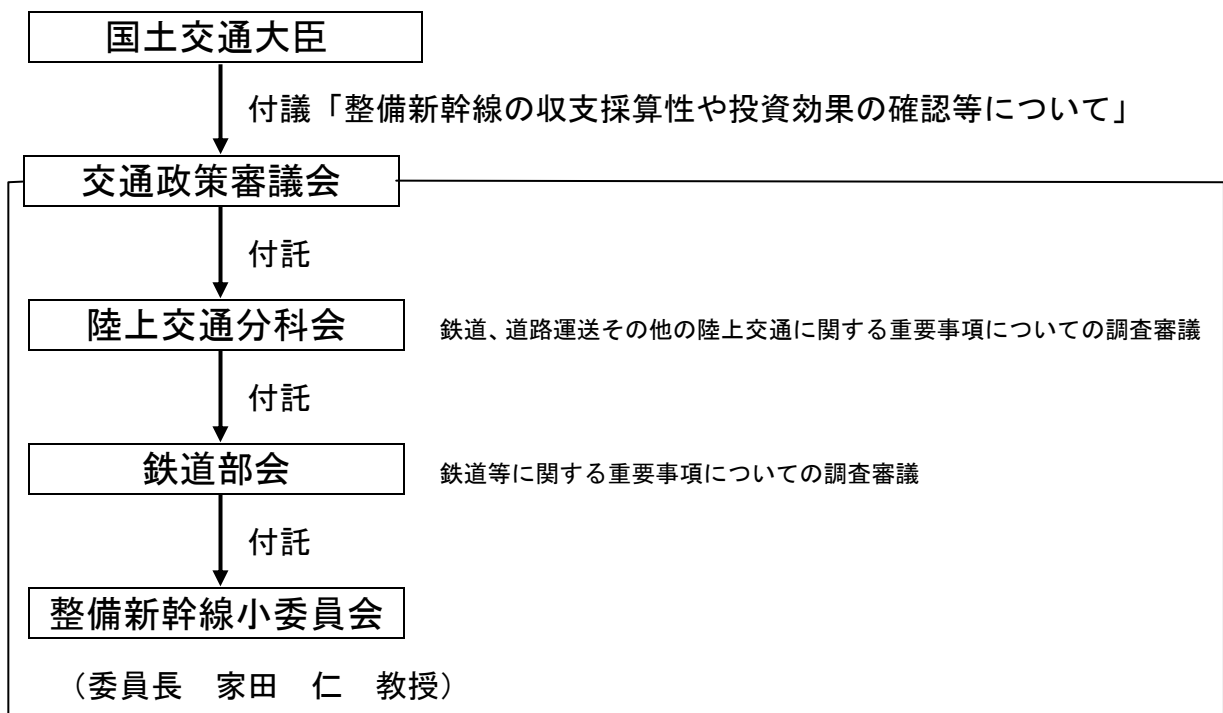 国土交通大臣
付議「整備新幹線の収支採算性や投資効果の確認等について」
交通政策審議会
付託
陸上交通分科会
鉄道、道路運送その他の陸上交通に関する重要事項についての調査審議
付託
鉄道部会
鉄道等に関する重要事項についての調査審議
付託
整備新幹線小委員会
（委員長　家田　仁　教授）